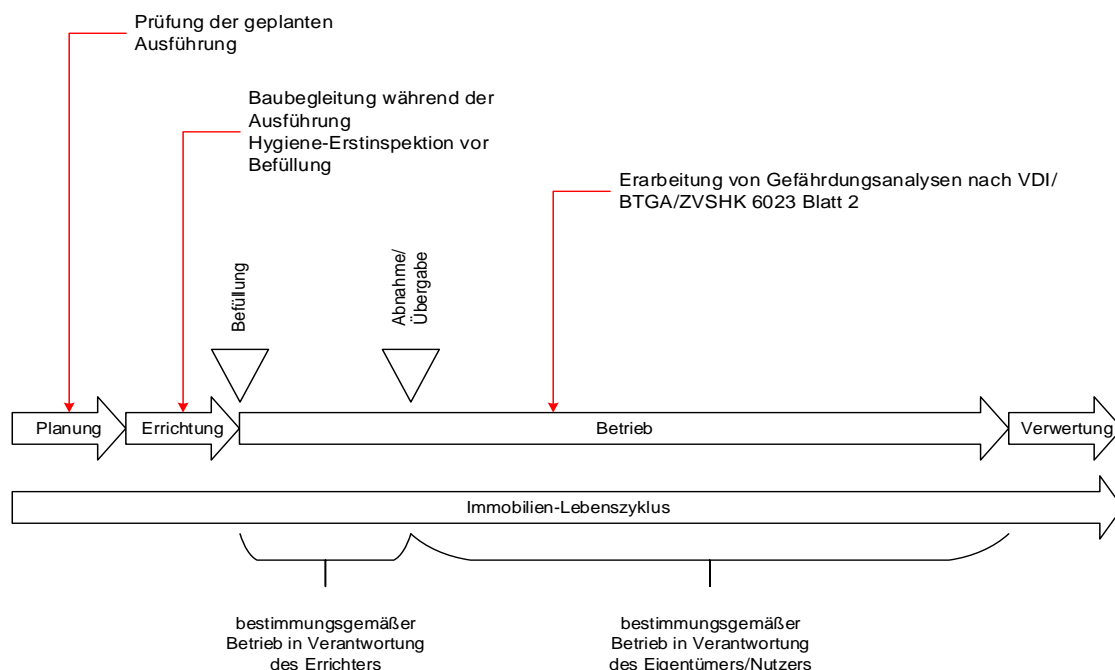 Prüfung der geplanten
Ausführung
Baubegleitung während der
Ausführung
Hygiene-Erstinspektion vor
Befüllung
Erarbeitung von Gefährdungsanalysen nach VDI/
BTGA/ZVSHK 6023 Blatt 2
Befüllung
Abnahme/
Übergabe
Planung
Errichtung
Betrieb
Verwertung
Immobilien-Lebenszyklus
bestimmungsgemäßer
Betrieb in Verantwortung
des Errichters
bestimmungsgemäßer
Betrieb in Verantwortung
des Eigentümers/Nutzers